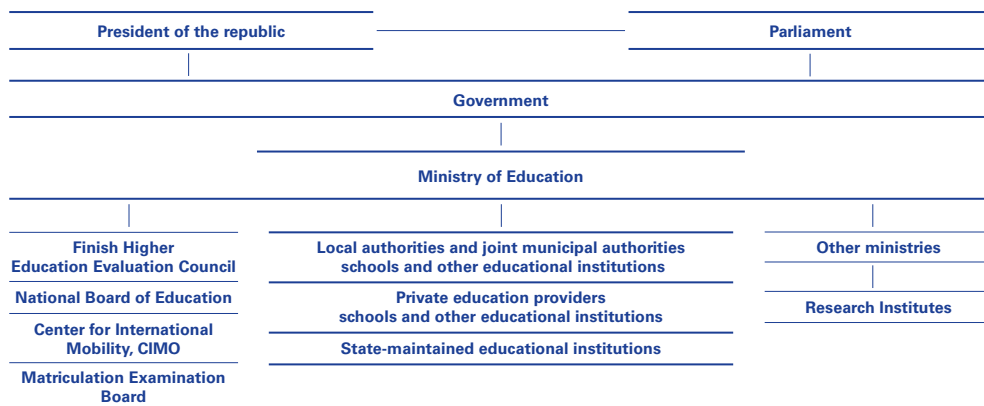 President of the republic
Parliament
Government
Ministry of Education
Finish Higher
Education Evaluation Council
National Board of Education
Center for International
Mobility, CIMO
Matriculation Examination
Board
Local authorities and joint municipal authorities
schools and other educational institutions
Private education providers
schools and other educational institutions
State-maintained educational institutions
Other ministries
Research Institutes